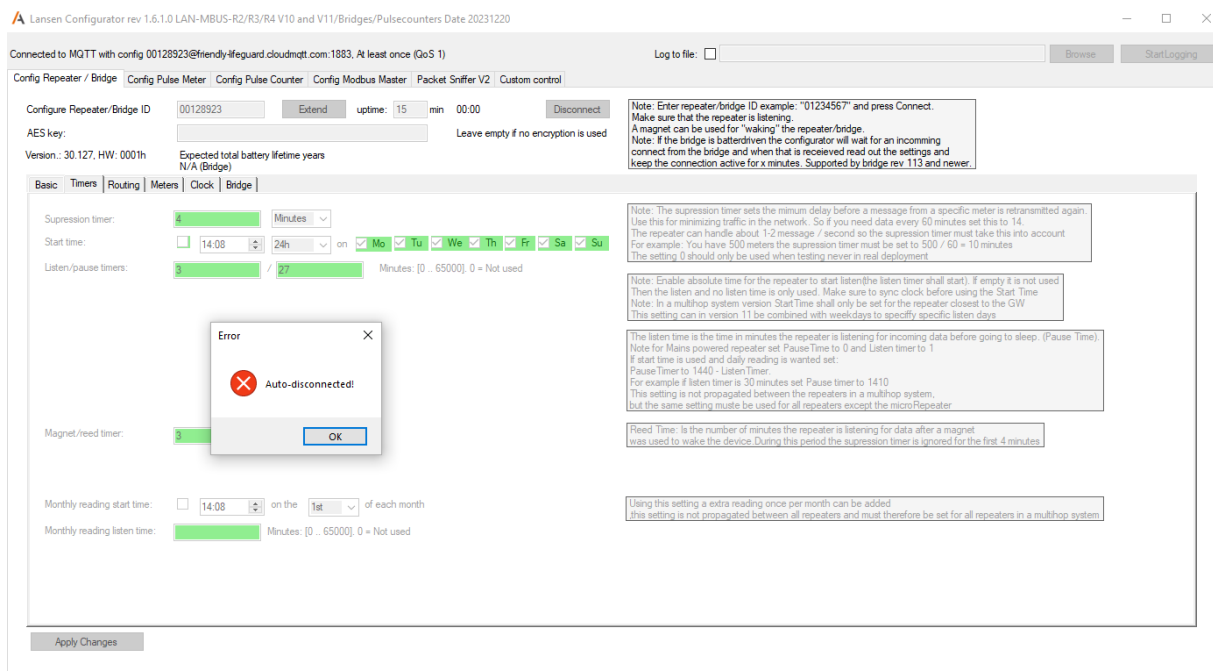 Lansen Configurator rev 1.6.1.0 LAN-MBUS-R2/R3/R4 V10 and V11/Bridges/Pulsecounters Date 20231220
Connected to MQTT with config 00128923@friendly-lifeguard.cloudmqtt.com:1883, At least once (QoS 1)
Log to file:
Browse
StartLogging
Config Repeater / Bridge
Config Pulse Meter
Config Pulse Counter
Config Modbus Master
Packet Sniffer V2
Custom control
Configure Repeater/Bridge ID
00128923
Extend
uptime:
15
min
00:00
Disconnect
AES key:
Leave empty if no encryption is used
Version.: 30.127, HW: 0001h
Expected total battery lifetime years
N/A (Bridge)
Note: Enter repeater/bridge ID example: "01234567" and press Connect.
Make sure that the repeater is listening.
A magnet can be used for "waking" the repeater/bridge.
Note: If the bridge is batterdriven the configurator will wait for an incomming
connect from the bridge and when that is receieved read out the settings and
keep the connection active for x minutes. Supported by bridge rev 113 and newer.
Basic
Timers
Routing
Meters
Clock
Bridge
Supression timer:
4
Minutes
Start time:
14:08
24h
on
Mo
Tu
We
Th
Fr
Sa
Su
Listen/pause timers:
3
/
27
Minutes: [0 .. 65000]. 0 = Not used
Note: The supression timer sets the mimum delay before a message from a specific meter is retransmitted again.
Use this for minimizing traffic in the network. So if you need data every 60 minutes set this to 14.
The repeater can handle about 1-2 message / second so the supression timer must take this into account
For example: You have 500 meters the supression timer must be set to 500 / 60 = 10 minutes
The setting 0 should only be used when testing never in real deployment
Note: Enable absolute time for the repeater to start listen(the listen timer shall start). If empty it is not used
Then the listen and no listen time is only used. Make sure to sync clock before using the Start Time
Note: In a multihop system version StartTime shall only be set for the repeater closest to the GW
This setting can in version 11 be combined with weekdays to speciffy specific listen days
The listen time is the time in minutes the repeater is listening for incoming data before going to sleep. (Pause Time).
Note for Mains powered repeater set PauseTime to 0 and Listen timer to 1
If start time is used and daily reading is wanted set:
PauseTimer to 1440 - ListenTimer.
For example if listen timer is 30 minutes set Pause timer to 1410
This setting is not propagated between the repeaters in a multihop system,
but the same setting muste be used for all repeaters except the microRepeater
Error
Auto-disconnected!
OK
Magnet/reed timer:
3
Reed Time: Is the number of minutes the repeater is listening for data after a magnet
was used to wake the device.During this period the supression timer is ignored for the first 4 minutes
Monthly reading start time:
14:08
on the
1st
of each month
Monthly reading listen time:
Minutes: [0 .. 65000]. 0 = Not used
Using this setting a extra reading once per month can be added
,this setting is not propagated between all repeaters and must therefore be set for all repeaters in a multihop system
Apply Changes